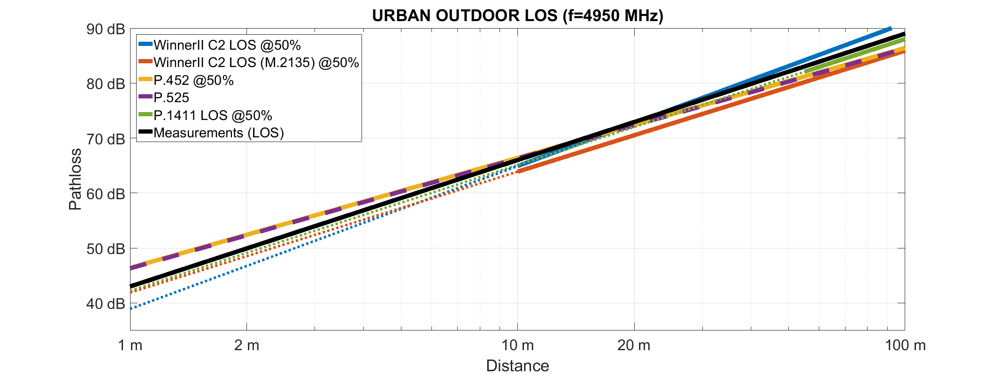 URBAN OUTDOOR LOS (f=4950 MHz)
90 dB
80 dB
70 dB
60 dB
50 dB
40 dB
Pathloss
WinnerII C2 LOS @50%
WinnerII C2 LOS (M.2135) @50%
P.452 @50%
P.525
P.1411 LOS @50%
Measurements (LOS)
1 m
2 m
10 m
20 m
100 m
Distance